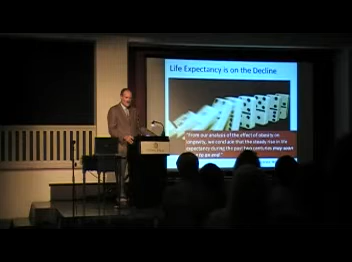 Life Expectancy is on the Decline
"From our analysis of the effect of obesity on
longevity, we conclude that the steady rise in life
expectancy during the past two centuries may soon
to an end"